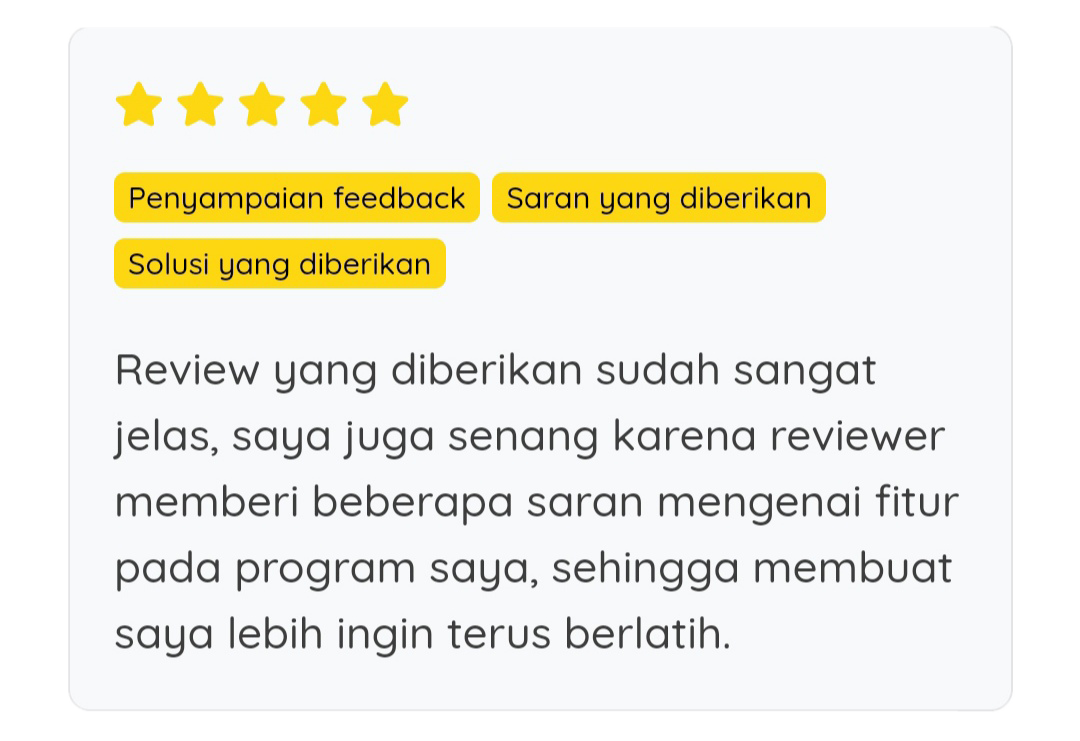 Penyampaian feedback Saran yang diberikan
Solusi yang diberikan
Review yang diberikan sudah sangat
jelas, saya juga senang karena reviewer
memberi beberapa saran mengenai fitur
pada program saya, sehingga membuat
saya lebih ingin terus berlatih.